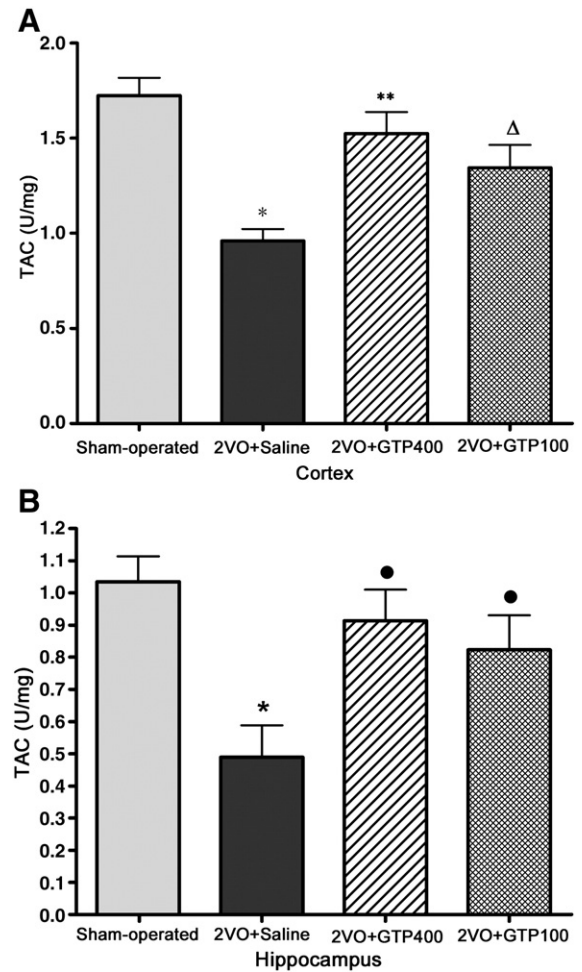 A
TAC (U/mg)
2.0
1.5
1.0
0.5
0.0
*
**
Δ
Sham-operated 2VO+Saline 2VO+GTP400 2VO+GTP100
Cortex
B
TAC (U/mg)
1.2
1.1
1.0
0.9
0.8
0.7
0.6
0.5
0.4
0.3
0.2
0.1
0.0
*
●
●
Sham-operated 2VO+Saline 2VO+GTP400 2VO+GTP100
Hippocampus